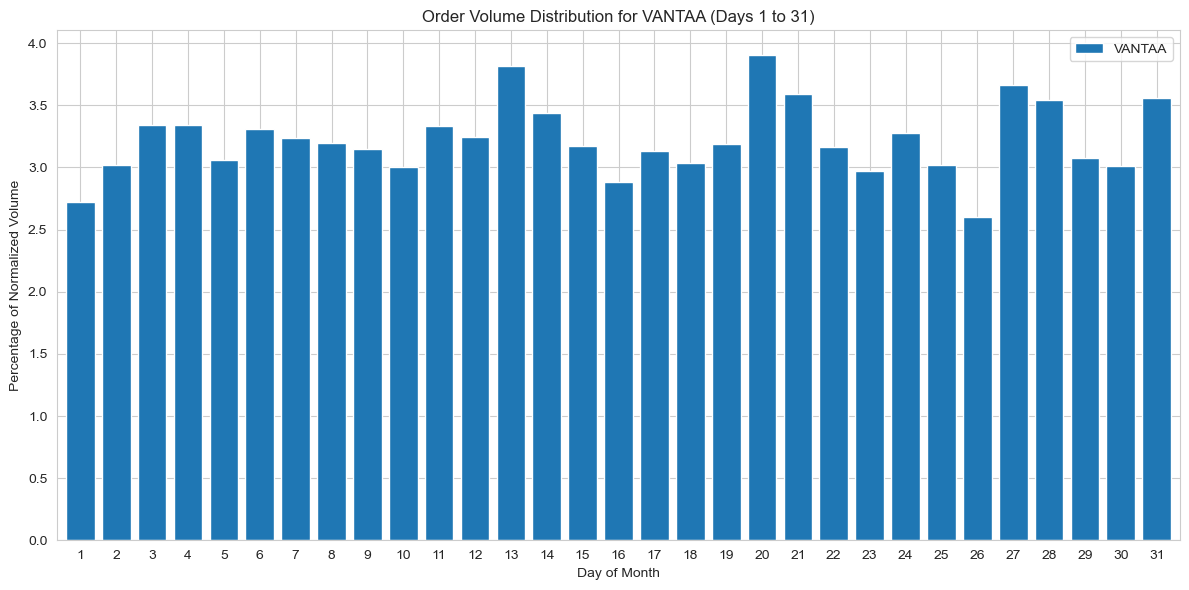 Order Volume Distribution for VANTAA (Days 1 to 31)
VANTAA
Percentage of Normalized Volume
4.0
3.5
3.0
2.5
2.0
1.5
1.0
0.5
0.0
1 2 3 4 5 6 7 8 9 10 11 12 13 14 15 16 17 18 19 20 21 22 23 24 25 26 27 28 29 30 31
Day of Month